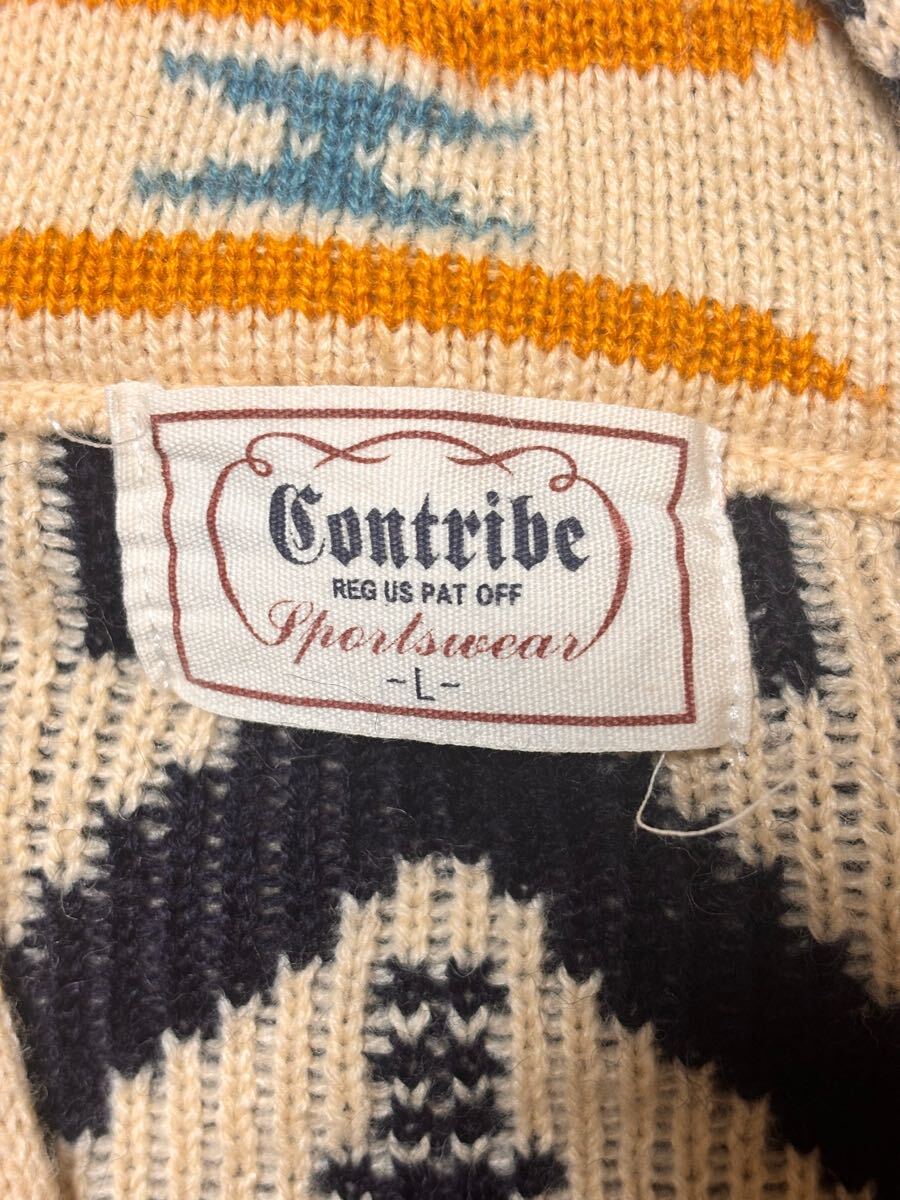 Contribe
REG US PAT OFF
Sportswear
-L-